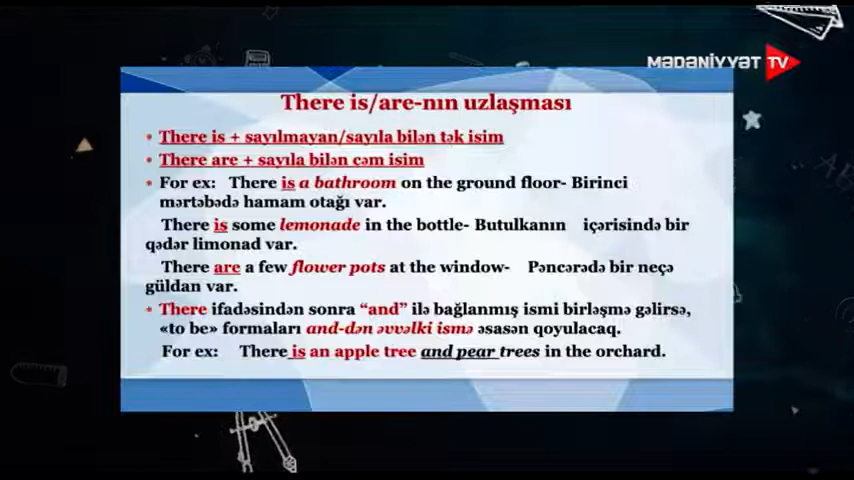 MƏDƏNİYYƏT TV
There is/are-nın uzlaşması
• There is + sayılmayan/sayıla bilən tək isim
• There are + sayıla bilən cəm isim
• For ex: There is a bathroom on the ground floor- Birinci
mərtəbədə hamam otağı var.
There is some lemonade in the bottle- Butulkanın içərisində bir
qədər limonad var.
There are a few flower pots at the window- Pəncərədə bir neçə
güldan var.
• There ifadəsindən sonra “and” ilə bağlanmış ismi birləşmə gəlirsə,
«to be» formaları and-dən əvvəlki ismə əsasən qoyulacaq.
For ex: There is an apple tree and pear trees in the orchard.